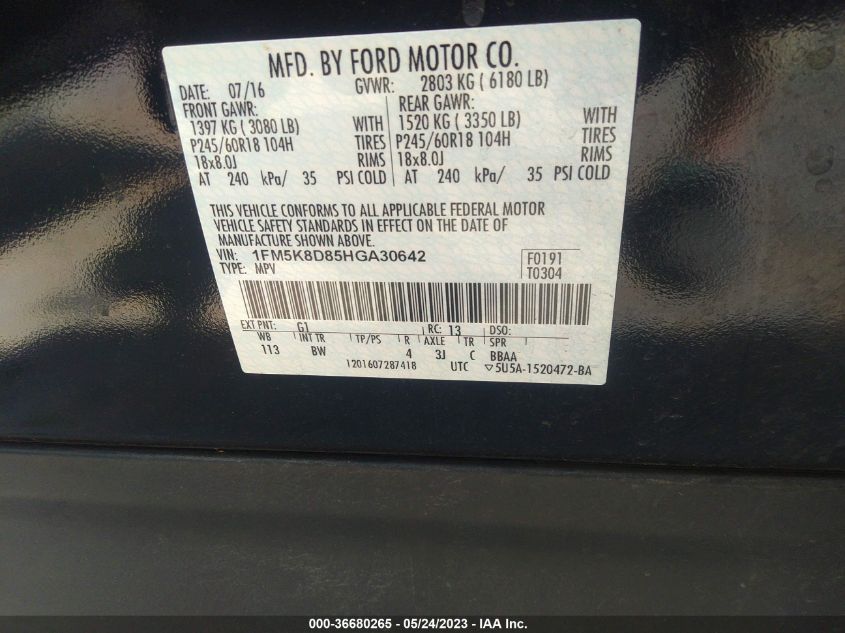 MFD. BY FORD MOTOR CO.
DATE: 07/16 GVWR: 2803 KG ( 6180 LB)
FRONT GAWR: REAR GAWR:
1397 KG ( 3080 LB) WITH 1520 KG ( 3350 LB) WITH
P245/60R18 104H TIRES P245/60R18 104H TIRES
18x8.0J RIMS 18x8.0J RIMS
AT 240 kPa/ 35 PSI COLD AT 240 kPa/ 35 PSI COLD
THIS VEHICLE CONFORMS TO ALL APPLICABLE FEDERAL MOTOR
VEHICLE SAFETY STANDARDS IN EFFECT ON THE DATE OF
MANUFACTURE SHOWN ABOVE.
VIN: 1FM5K8D85HGA30642 F0191
TYPE: MPV T0304
EXT PNT: G1 RC: 13 DSO:
WB INT TR TP/PS R AXLE TR SPR
113 BW 4 3J C BBAA
1201607287418 UTC ▽5U5A-1520472-BA
000-36680265 - 05/24/2023 - IAA Inc.